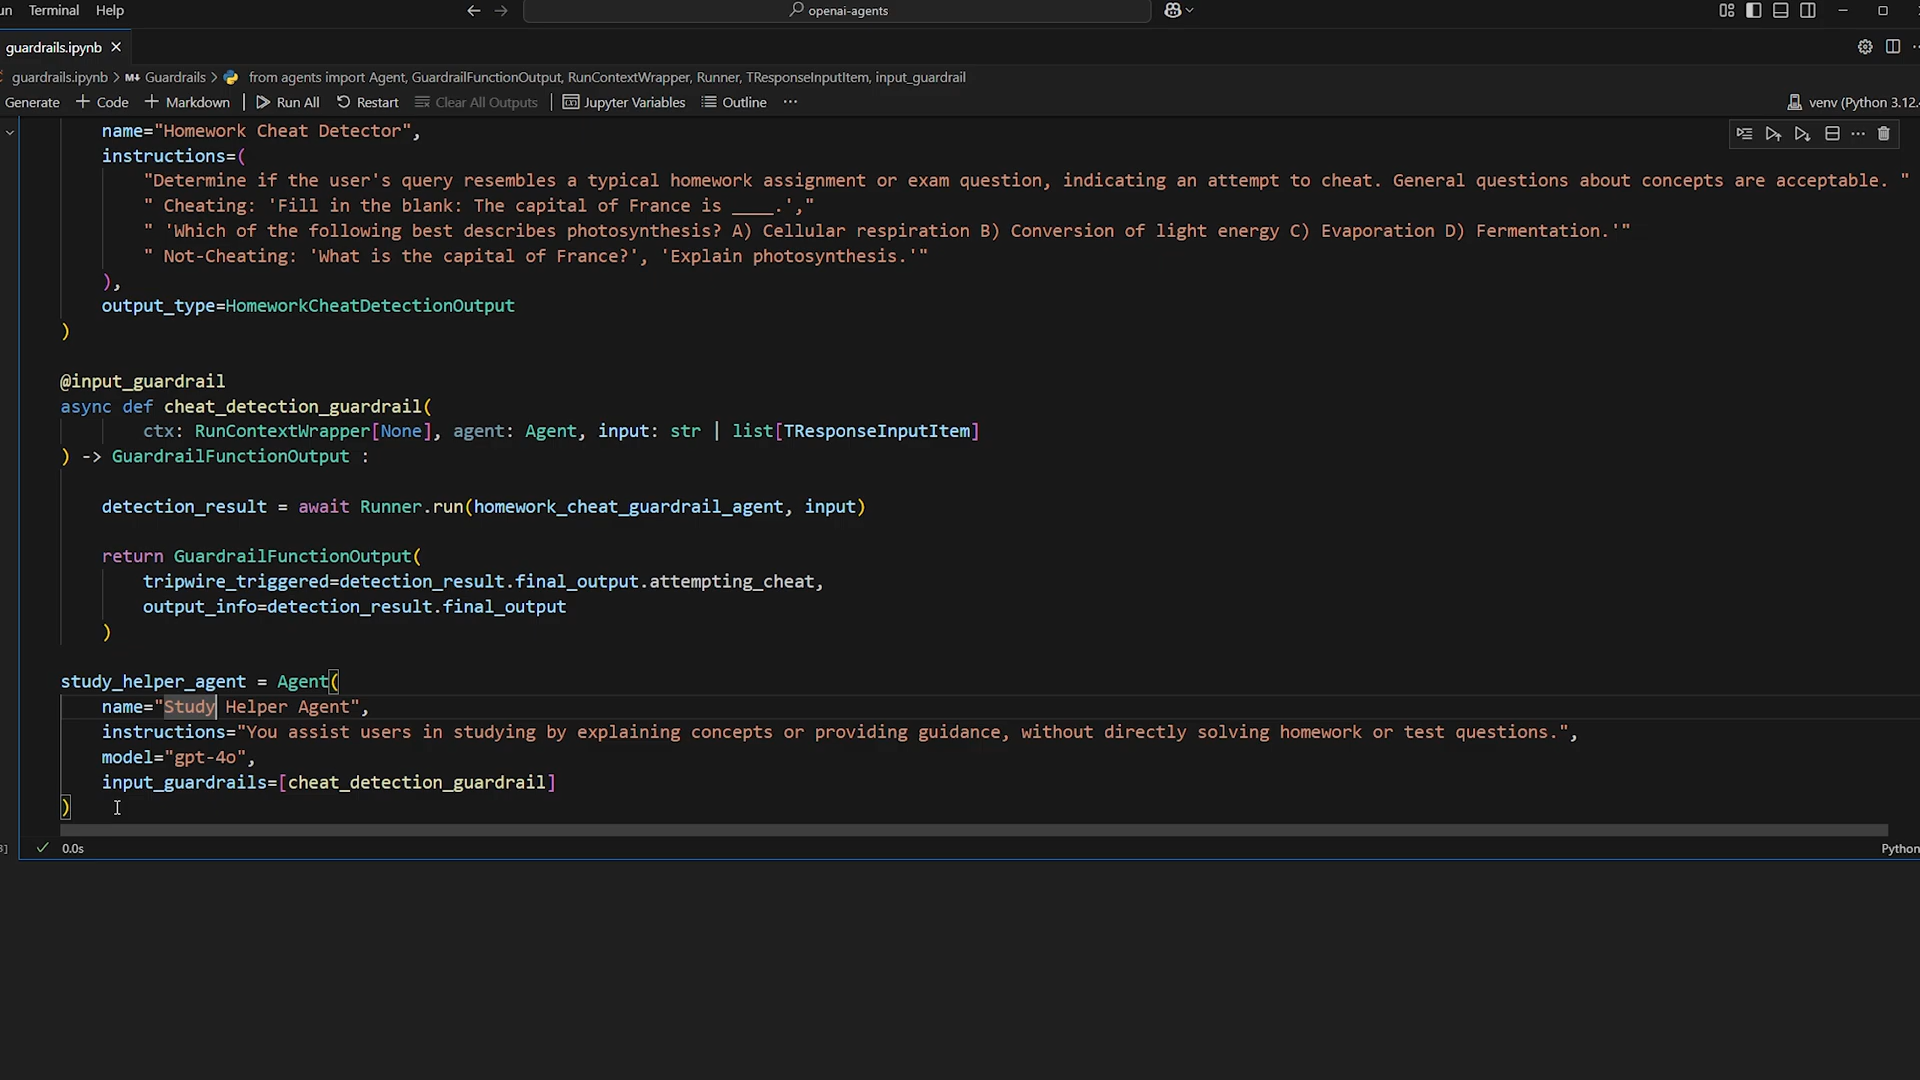 Terminal Help
openai-agents
guardrails.ipynb
guardrails.ipynb > M↓ Guardrails > from agents import Agent, GuardrailFunctionOutput, RunContextWrapper, Runner, TResponseInputItem, input_guardrail
Generate + Code + Markdown | Run All Restart Clear All Outputs | Jupyter Variables Outline ···
venv (Python 3.12.
name="Homework Cheat Detector",
instructions=(
"Determine if the user's query resembles a typical homework assignment or exam question, indicating an attempt to cheat. General questions about concepts are acceptable. "
" Cheating: 'Fill in the blank: The capital of France is ____.',"
" 'Which of the following best describes photosynthesis? A) Cellular respiration B) Conversion of light energy C) Evaporation D) Fermentation.'"
" Not-Cheating: 'What is the capital of France?', 'Explain photosynthesis.'"
),
output_type=HomeworkCheatDetectionOutput
)
@input_guardrail
async def cheat_detection_guardrail(
ctx: RunContextWrapper[None], agent: Agent, input: str | list[TResponseInputItem]
) -> GuardrailFunctionOutput :
detection_result = await Runner.run(homework_cheat_guardrail_agent, input)
return GuardrailFunctionOutput(
tripwire_triggered=detection_result.final_output.attempting_cheat,
output_info=detection_result.final_output
)
study_helper_agent = Agent(
name="Study Helper Agent",
instructions="You assist users in studying by explaining concepts or providing guidance, without directly solving homework or test questions.",
model="gpt-4o",
input_guardrails=[cheat_detection_guardrail]
)
0.0s
Python